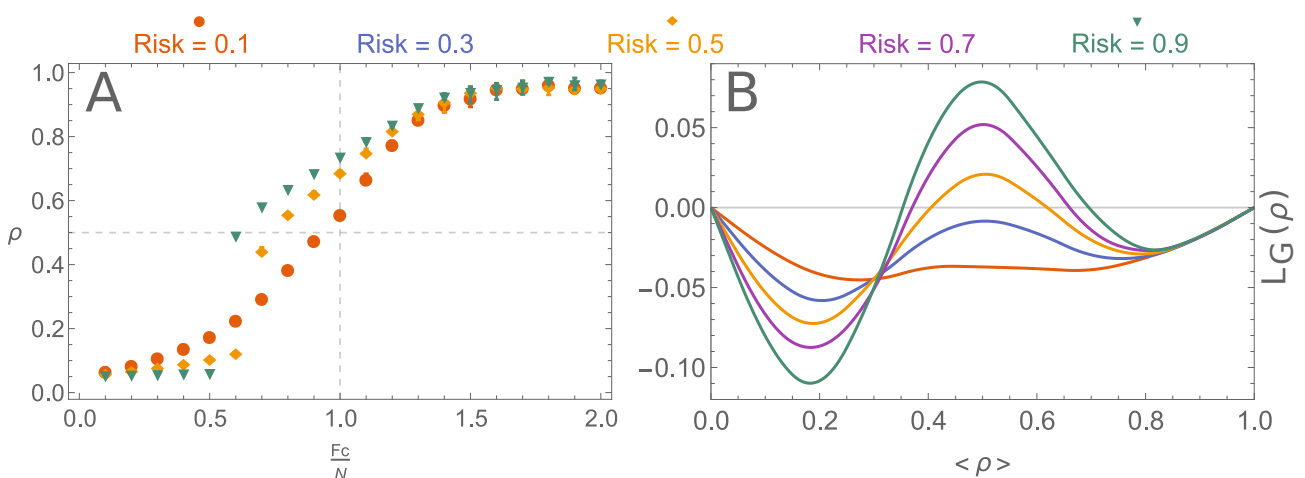 Risk = 0.1 Risk = 0.3 Risk = 0.5 Risk = 0.7 Risk = 0.9
A
1.0
0.8
0.6
ρ
0.4
0.2
0.0
0.0 0.5 1.0 1.5 2.0
Fc
N
B
0.05
0.00
−0.05
−0.10
LG (ρ)
0.0 0.2 0.4 0.6 0.8 1.0
< ρ >